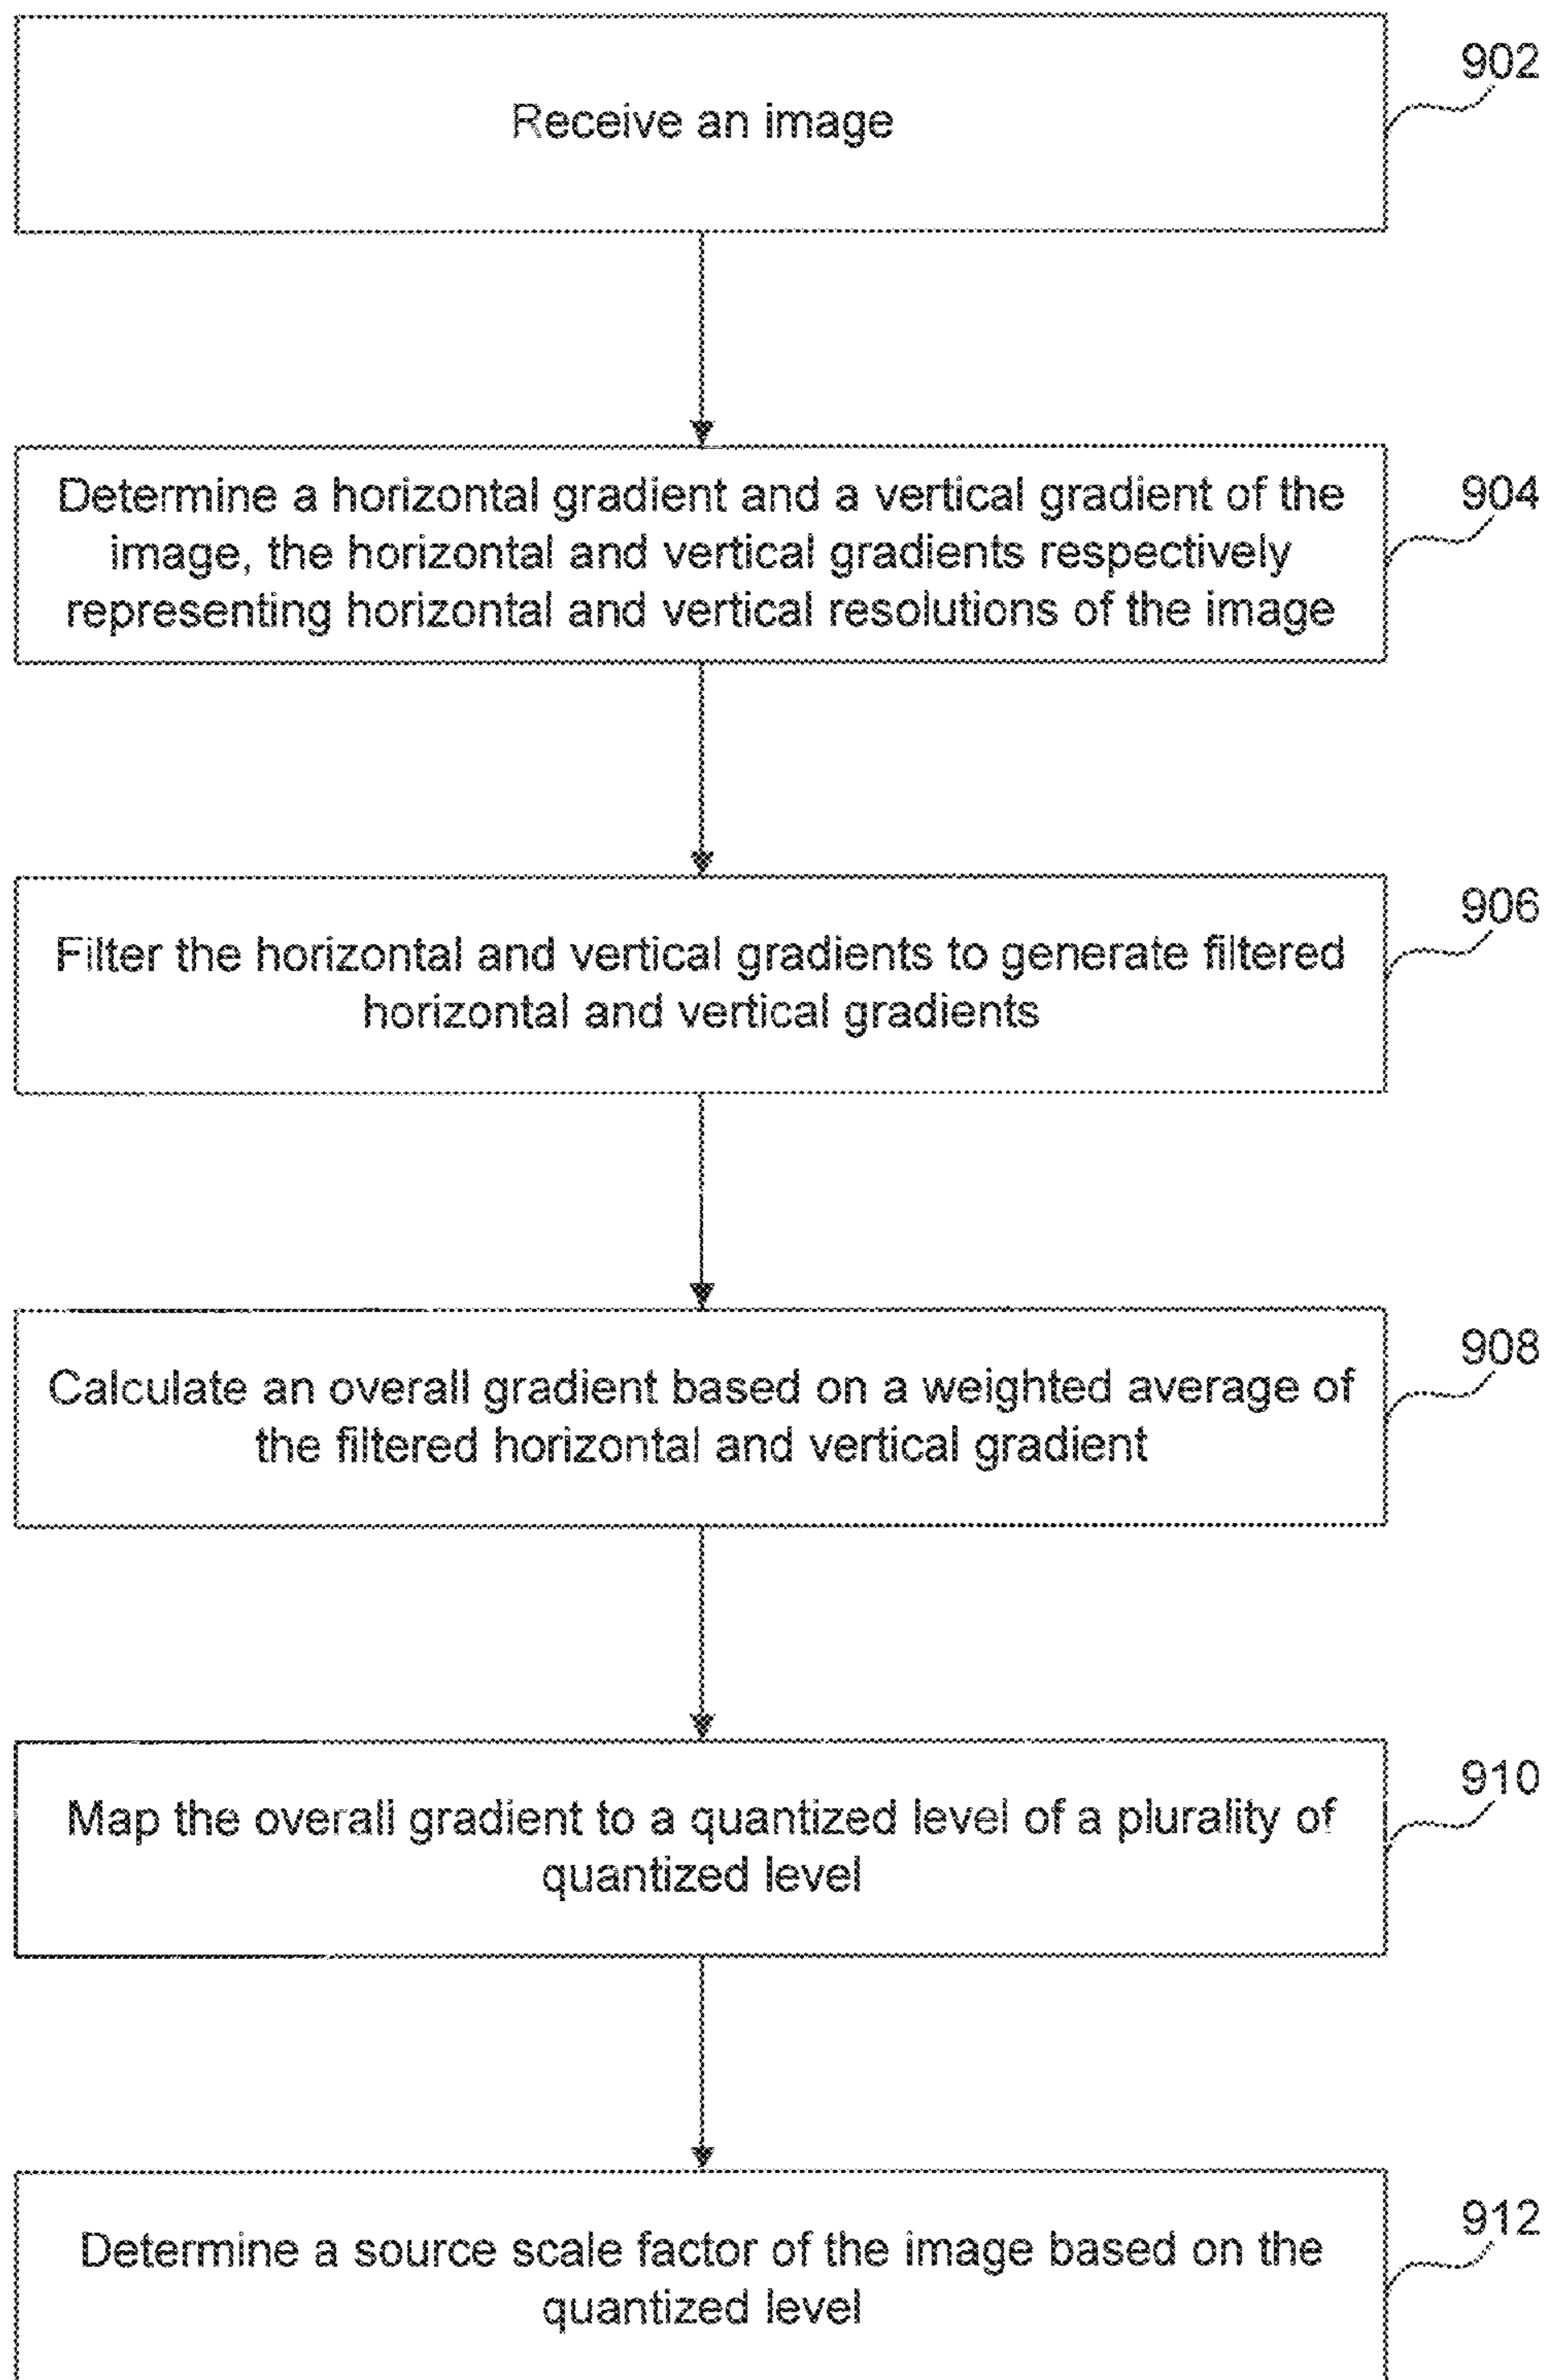 902
Receive an image
904
Determine a horizontal gradient and a vertical gradient of the
image, the horizontal and vertical gradients respectively
representing horizontal and vertical resolutions of the image
906
Filter the horizontal and vertical gradients to generate filtered
horizontal and vertical gradients
908
Calculate an overall gradient based on a weighted average of
the filtered horizontal and vertical gradient
910
Map the overall gradient to a quantized level of a plurality of
quantized level
912
Determine a source scale factor of the image based on the
quantized level